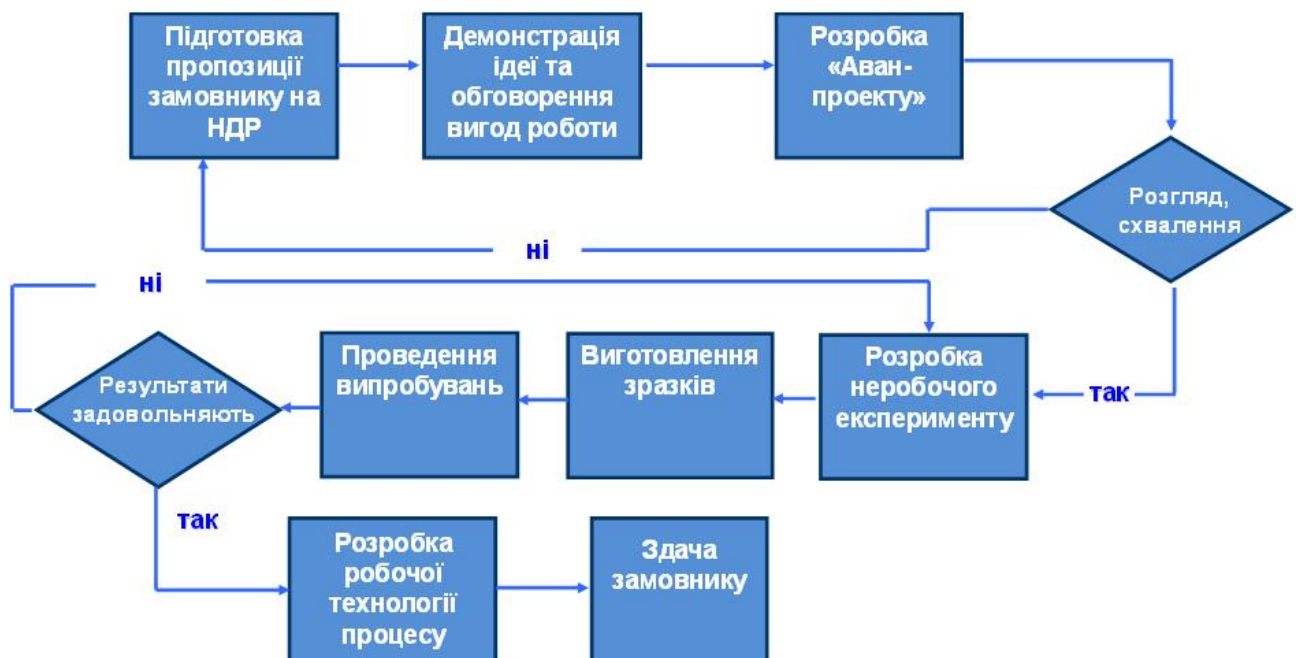 Підготовка
пропозиції
замовнику на
НДР
Демонстрація
ідеї та
обговорення
вигод роботи
Розробка
«Аван-
проекту»
Розгляд,
схвалення
ні
ні
Результати
задовольняють
Проведення
випробувань
Виготовлення
зразків
Розробка
неробочого
експерименту
так
так
Розробка
робочої
технології
процесу
Здача
замовнику